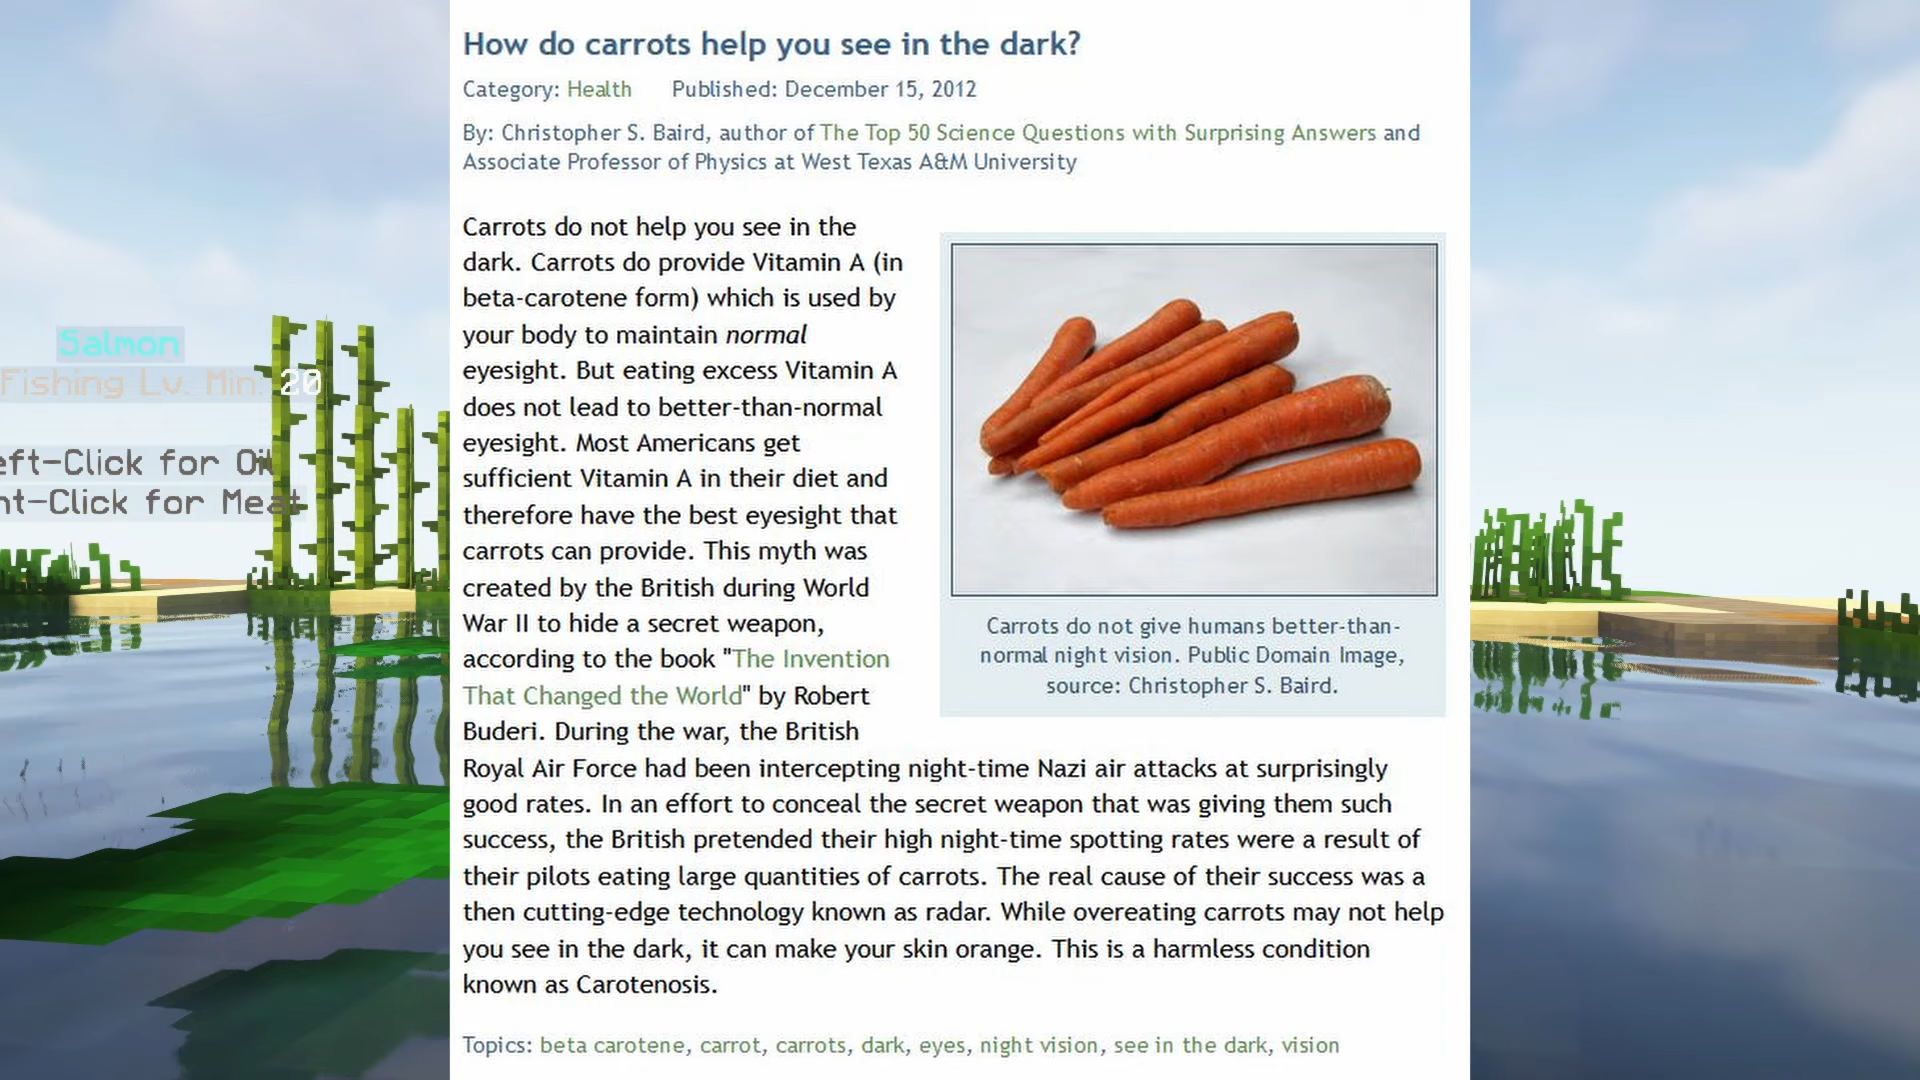 How do carrots help you see in the dark?
Category: Health Published: December 15, 2012
By: Christopher S. Baird, author of The Top 50 Science Questions with Surprising Answers and
Associate Professor of Physics at West Texas A&M University
Carrots do not help you see in the
dark. Carrots do provide Vitamin A (in
beta-carotene form) which is used by
your body to maintain normal
eyesight. But eating excess Vitamin A
does not lead to better-than-normal
eyesight. Most Americans get
sufficient Vitamin A in their diet and
therefore have the best eyesight that
carrots can provide. This myth was
created by the British during World
War II to hide a secret weapon,
according to the book "The Invention
That Changed the World" by Robert
Buderi. During the war, the British
Royal Air Force had been intercepting night-time Nazi air attacks at surprisingly
good rates. In an effort to conceal the secret weapon that was giving them such
success, the British pretended their high night-time spotting rates were a result of
their pilots eating large quantities of carrots. The real cause of their success was a
then cutting-edge technology known as radar. While overeating carrots may not help
you see in the dark, it can make your skin orange. This is a harmless condition
known as Carotenosis.
Carrots do not give humans better-than-
normal night vision. Public Domain Image,
source: Christopher S. Baird.
Topics: beta carotene, carrot, carrots, dark, eyes, night vision, see in the dark, vision
Salmon
Fishing Lv. Min. 20
eft-Click for Oil
ht-Click for Meat